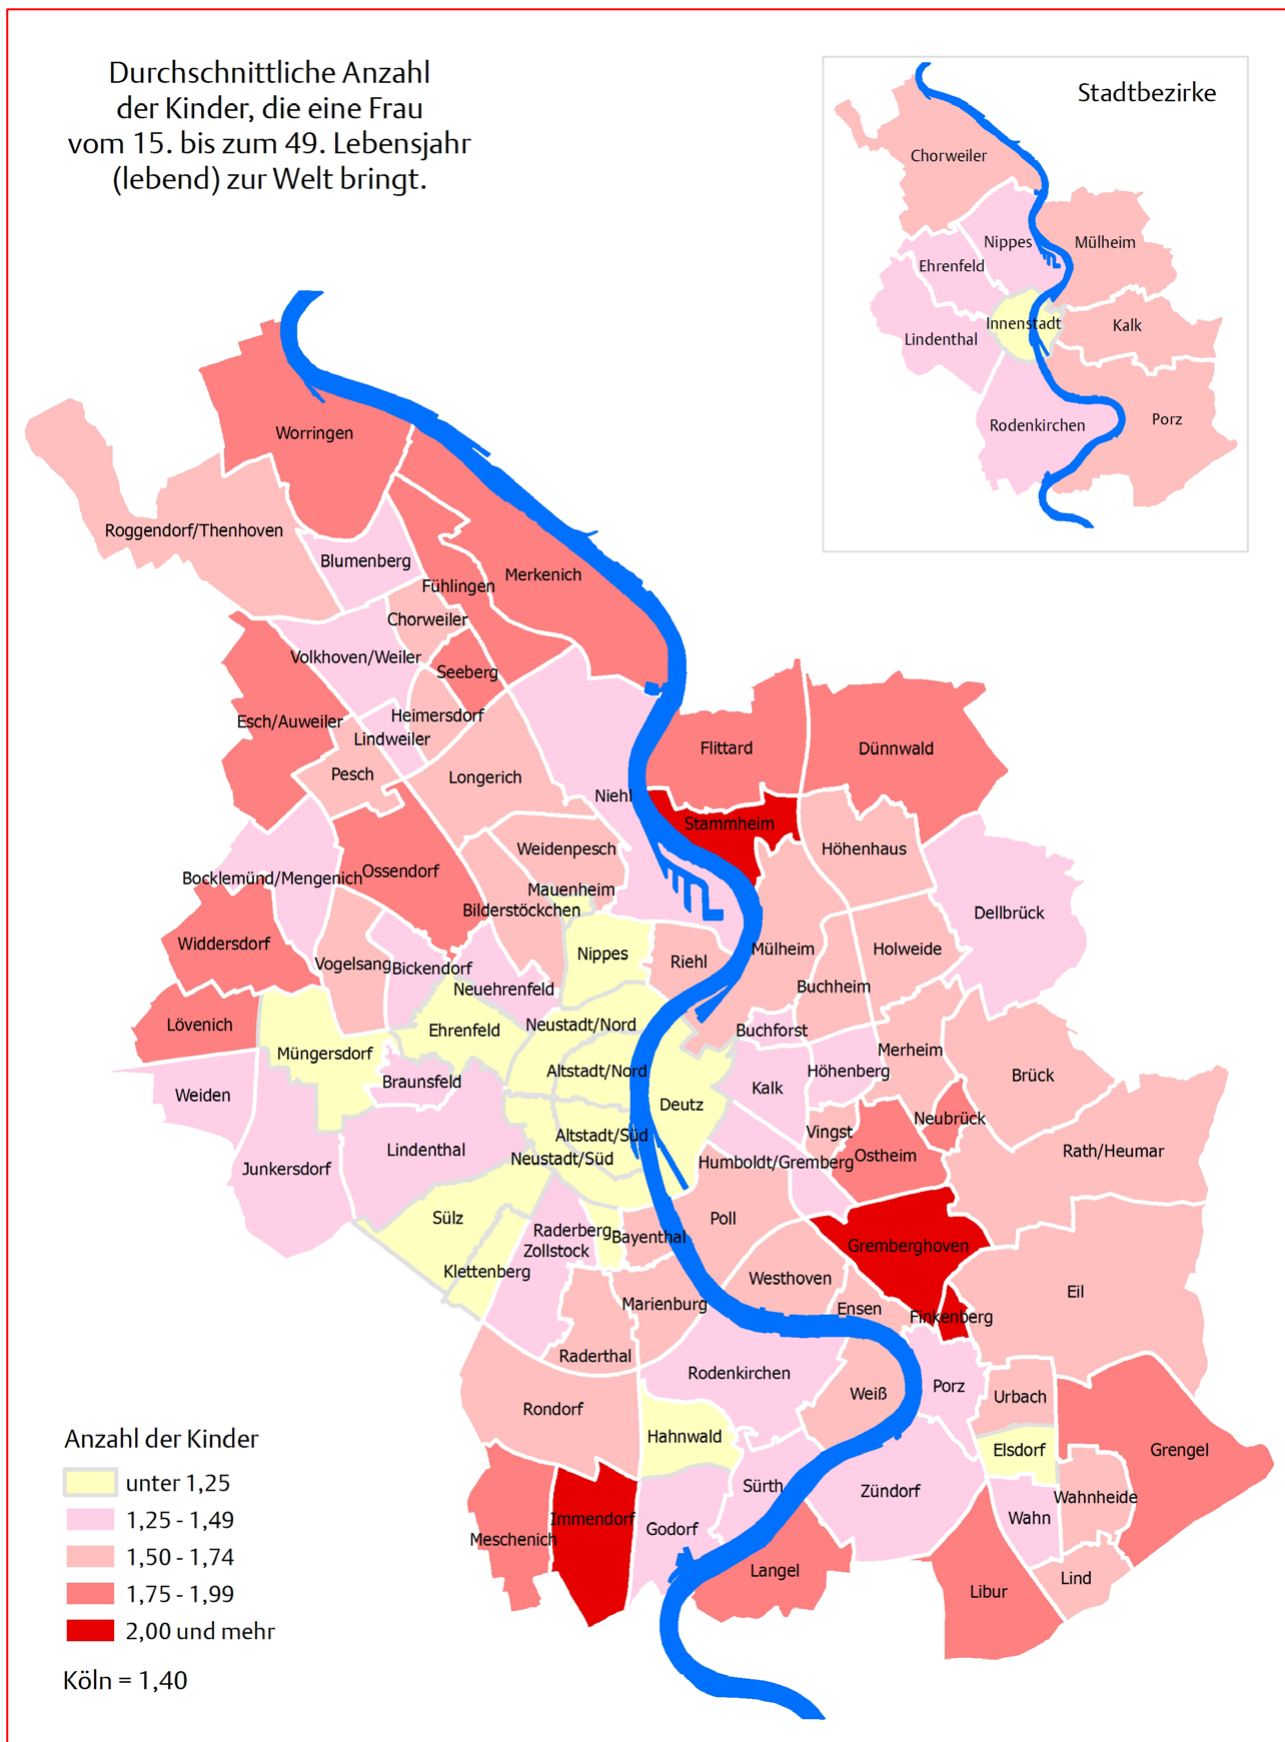 Durchschnittliche Anzahl
der Kinder, die eine Frau
vom 15. bis zum 49. Lebensjahr
(lebend) zur Welt bringt.
Stadtbezirke
Chorweiler
Nippes
Mülheim
Ehrenfeld
Innenstadt
Kalk
Lindenthal
Rodenkirchen
Porz
Worringen
Roggendorf/Thenhoven
Blumenberg
Merkenich
Fühlingen
Chorweiler
Volkhoven/Weiler
Seeberg
Esch/Auweiler
Heimersdorf
Lindweiler
Pesch
Longerich
Flittard
Dünnwald
Niehl
Stammheim
Weidenpesch
Höhenhaus
Ossendorf
Bocklemünd/Mengenich
Mauenheim
Bilderstöckchen
Dellbrück
Widdersdorf
Nippes
Mülheim
Holweide
Vogelsang
Bickendorf
Riehl
Neuehrenfeld
Buchheim
Lövenich
Ehrenfeld
Neustadt/Nord
Buchforst
Müngersdorf
Merheim
Altstadt/Nord
Höhenberg
Brück
Braunsfeld
Kalk
Weiden
Deutz
Neubrück
Altstadt/Süd
Vingst
Lindenthal
Rath/Heumar
Neustadt/Süd
Humboldt/Gremberg
Ostheim
Junkersdorf
Sülz
Poll
Raderberg
Bayenthal
Zollstock
Gremberghoven
Klettenberg
Westhoven
Eil
Marienburg
Ensen
Finkenberg
Raderthal
Rodenkirchen
Porz
Weiß
Urbach
Rondorf
Hahnwald
Elsdorf
Grengel
Sürth
Zündorf
Wahnheide
Immendorf
Wahn
Godorf
Meschenich
Langel
Lind
Libur
Anzahl der Kinder
unter 1,25
1,25 - 1,49
1,50 - 1,74
1,75 - 1,99
2,00 und mehr
Köln = 1,40